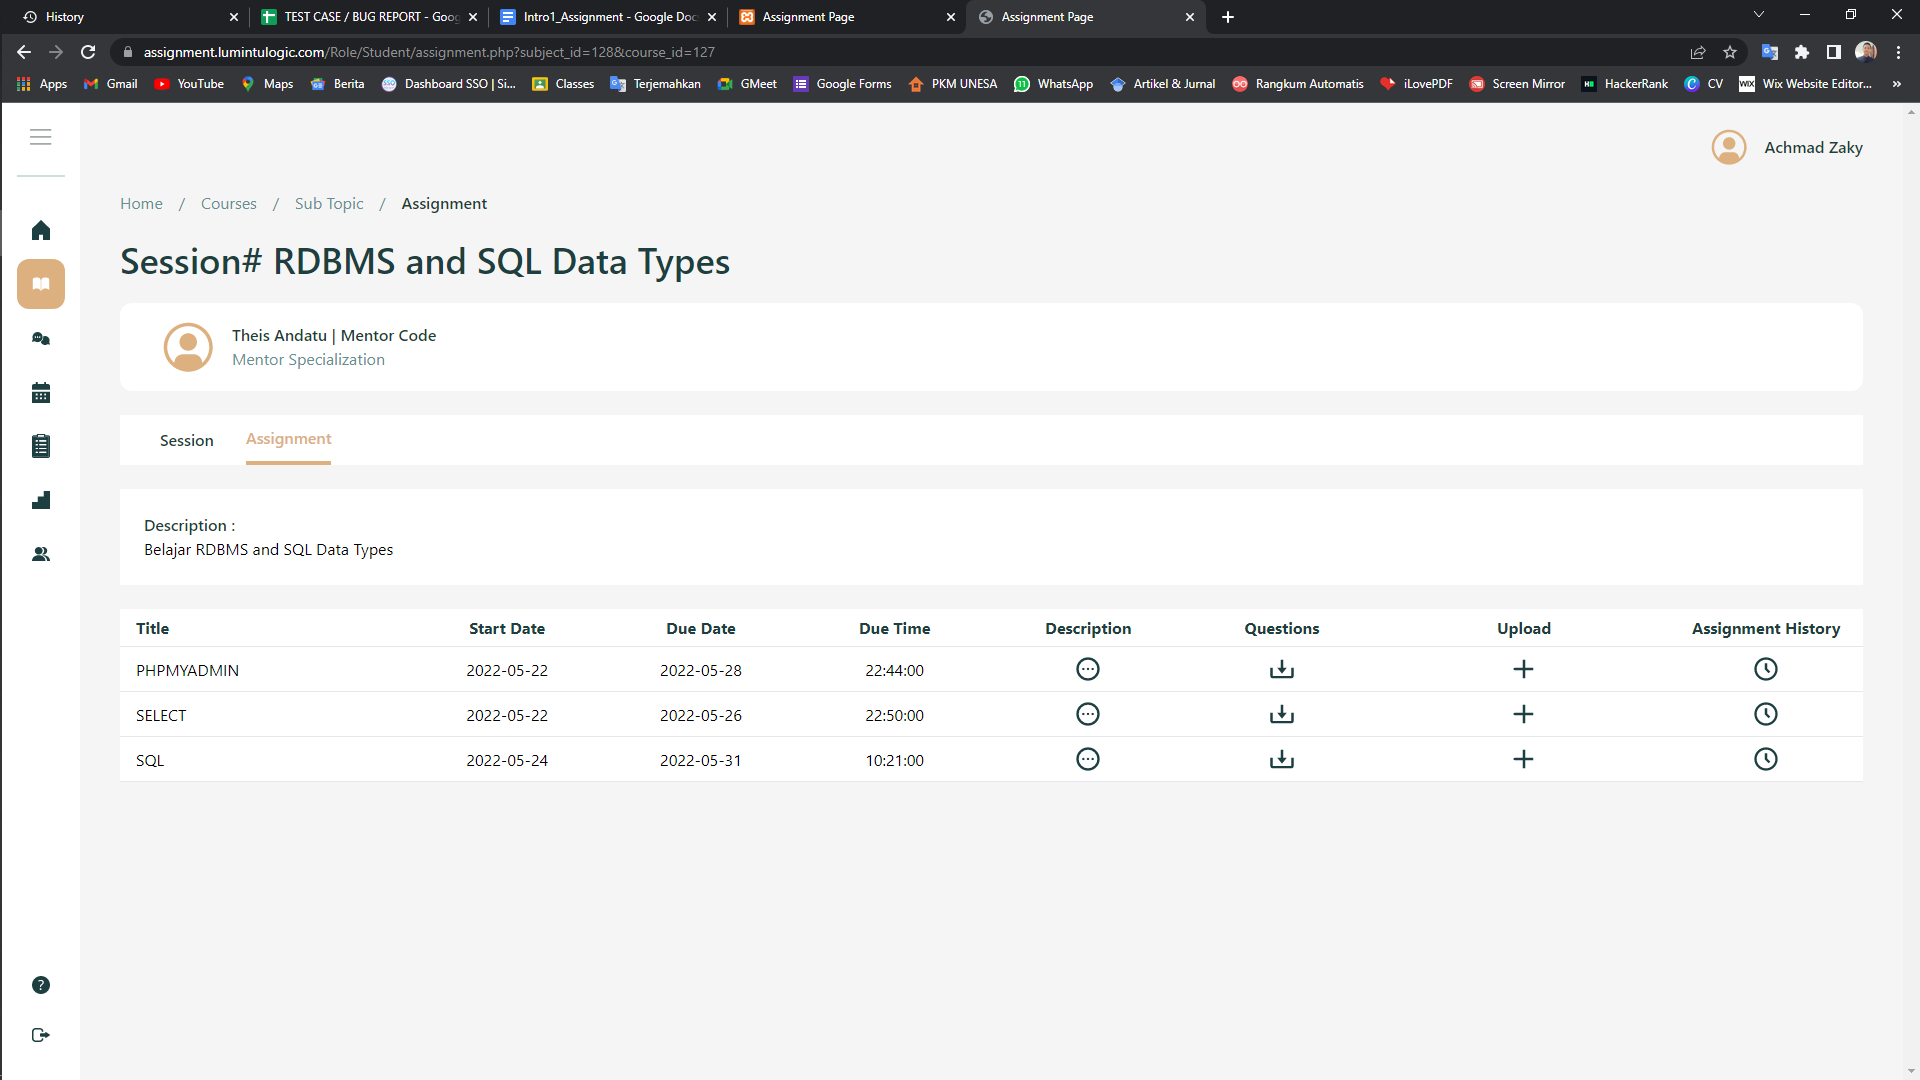 History
TEST CASE / BUG REPORT - Goog
Intro1_Assignment - Google Doc
Assignment Page
Assignment Page
assignment.lumintulogic.com/Role/Student/assignment.php?subject_id=128&course_id=127
Apps Gmail YouTube Maps Berita Dashboard SSO | Si... Classes Terjemahkan GMeet Google Forms PKM UNESA WhatsApp Artikel & Jurnal Rangkum Automatis iLovePDF Screen Mirror HackerRank CV Wix Website Editor... »
Achmad Zaky
Home / Courses / Sub Topic / Assignment
Session# RDBMS and SQL Data Types
Theis Andatu | Mentor Code
Mentor Specialization
Session Assignment
Description :
Belajar RDBMS and SQL Data Types
Title Start Date Due Date Due Time Description Questions Upload Assignment History
PHPMYADMIN 2022-05-22 2022-05-28 22:44:00
SELECT 2022-05-22 2022-05-26 22:50:00
SQL 2022-05-24 2022-05-31 10:21:00